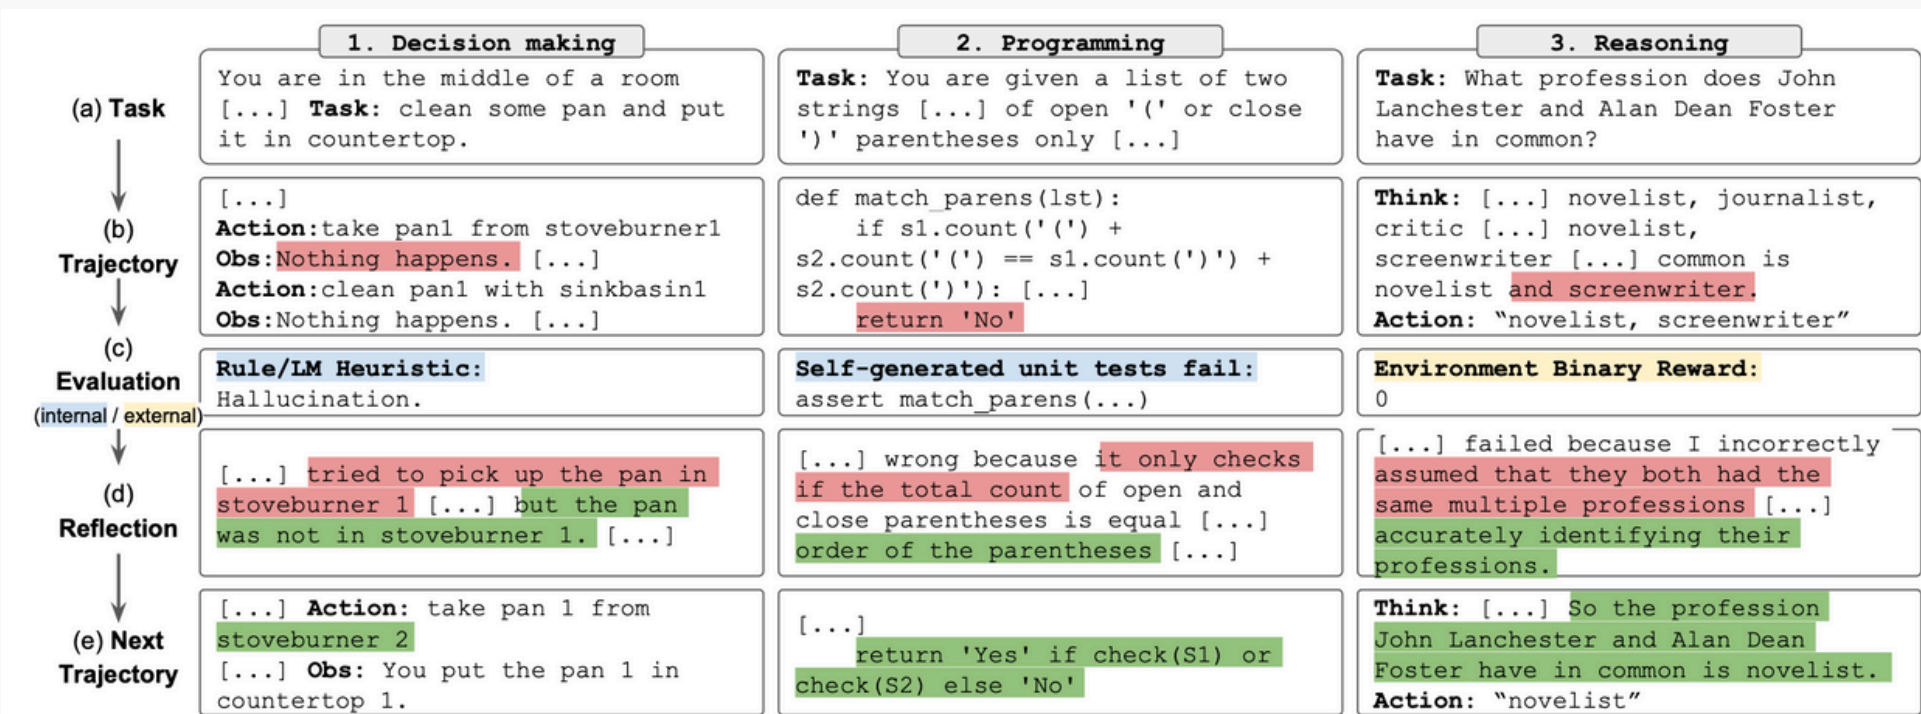 1. Decision making
2. Programming
3. Reasoning
(a) Task
You are in the middle of a room
[...] Task: clean some pan and put
it in countertop.
Task: You are given a list of two
strings [...] of open '(' or close
')' parentheses only [...]
Task: What profession does John
Lanchester and Alan Dean Foster
have in common?
(b)
Trajectory
[...]
Action:take pan1 from stoveburner1
Obs:Nothing happens. [...]
Action:clean pan1 with sinkbasin1
Obs:Nothing happens. [...]
def match_parens(lst):
    if s1.count('(') +
s2.count('(') == s1.count(')') +
s2.count(')'): [...]
    return 'No'
Think: [...] novelist, journalist,
critic [...] novelist,
screenwriter [...] common is
novelist and screenwriter.
Action: “novelist, screenwriter”
(c)
Evaluation
(internal / external)
Rule/LM Heuristic:
Hallucination.
Self-generated unit tests fail:
assert match_parens(...)
Environment Binary Reward:
0
(d)
Reflection
[...] tried to pick up the pan in
stoveburner 1 [...] but the pan
was not in stoveburner 1. [...]
[...] wrong because it only checks
if the total count of open and
close parentheses is equal [...]
order of the parentheses [...]
[...] failed because I incorrectly
assumed that they both had the
same multiple professions [...]
accurately identifying their
professions.
(e) Next
Trajectory
[...] Action: take pan 1 from
stoveburner 2
[...] Obs: You put the pan 1 in
countertop 1.
[...]
    return 'Yes' if check(S1) or
check(S2) else 'No'
Think: [...] So the profession
John Lanchester and Alan Dean
Foster have in common is novelist.
Action: “novelist”